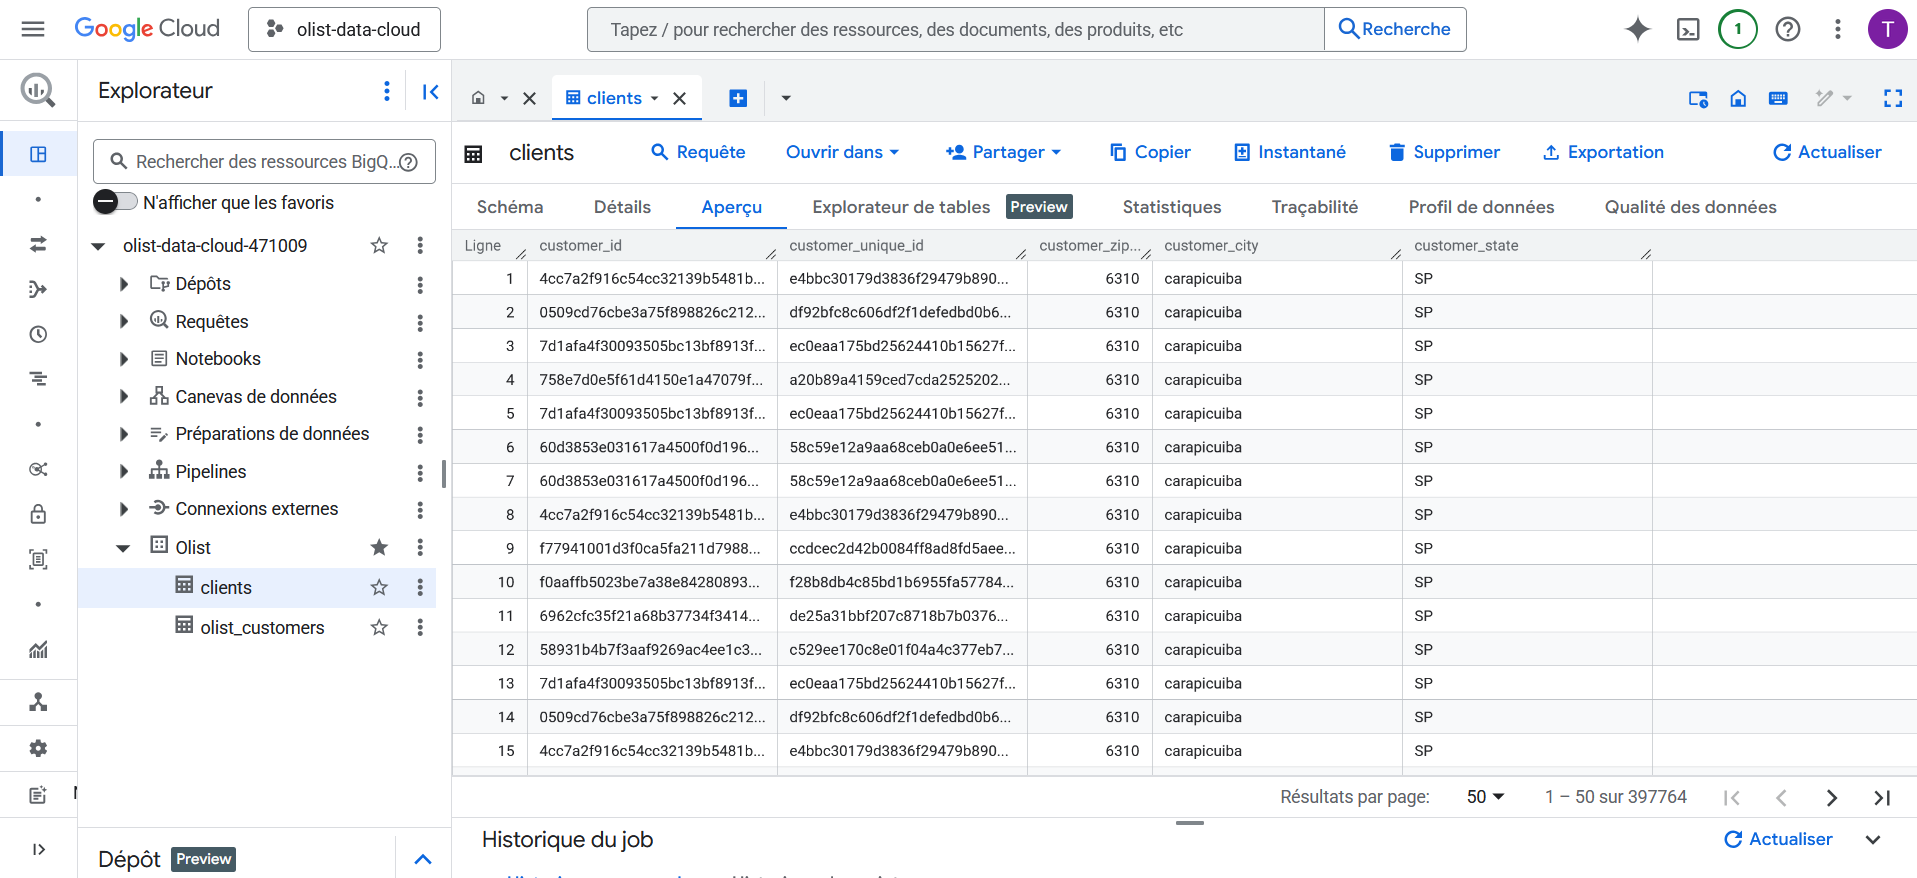 Google Cloud
olist-data-cloud
Tapez / pour rechercher des ressources, des documents, des produits, etc
Recherche
1
T
Explorateur
clients
Rechercher des ressources BigQ...
N'afficher que les favoris
olist-data-cloud-471009
Dépôts
Requêtes
Notebooks
Canevas de données
Préparations de données
Pipelines
Connexions externes
Olist
clients
olist_customers
Dépôt Preview
clients
Requête
Ouvrir dans
Partager
Copier
Instantané
Supprimer
Exportation
Actualiser
Schéma Détails Aperçu Explorateur de tables Preview Statistiques Traçabilité Profil de données Qualité des données
Ligne customer_id customer_unique_id customer_zip... customer_city customer_state
1 4cc7a2f916c54cc32139b5481b... e4bbc30179d3836f29479b890... 6310 carapicuiba SP
2 0509cd76cbe3a75f898826c212... df92bfc8c606df2f1defedbd0b6... 6310 carapicuiba SP
3 7d1afa4f30093505bc13bf8913f... ec0eaa175bd25624410b15627f... 6310 carapicuiba SP
4 758e7d0e5f61d4150e1a47079f... a20b89a4159ced7cda2525202... 6310 carapicuiba SP
5 7d1afa4f30093505bc13bf8913f... ec0eaa175bd25624410b15627f... 6310 carapicuiba SP
6 60d3853e031617a4500f0d196... 58c59e12a9aa68ceb0a0e6ee51... 6310 carapicuiba SP
7 60d3853e031617a4500f0d196... 58c59e12a9aa68ceb0a0e6ee51... 6310 carapicuiba SP
8 4cc7a2f916c54cc32139b5481b... e4bbc30179d3836f29479b890... 6310 carapicuiba SP
9 f77941001d3f0ca5fa211d7988... ccdcec2d42b0084ff8ad8fd5aee... 6310 carapicuiba SP
10 f0aaffb5023be7a38e84280893... f28b8db4c85bd1b6955fa57784... 6310 carapicuiba SP
11 6962cfc35f21a68b37734f3414... de25a31bbf207c8718b7b0376... 6310 carapicuiba SP
12 58931b4b7f3aaf9269ac4ee1c3... c529ee170c8e01f04a4c377eb7... 6310 carapicuiba SP
13 7d1afa4f30093505bc13bf8913f... ec0eaa175bd25624410b15627f... 6310 carapicuiba SP
14 0509cd76cbe3a75f898826c212... df92bfc8c606df2f1defedbd0b6... 6310 carapicuiba SP
15 4cc7a2f916c54cc32139b5481b... e4bbc30179d3836f29479b890... 6310 carapicuiba SP
Résultats par page: 50 1 – 50 sur 397764
Historique du job
Actualiser